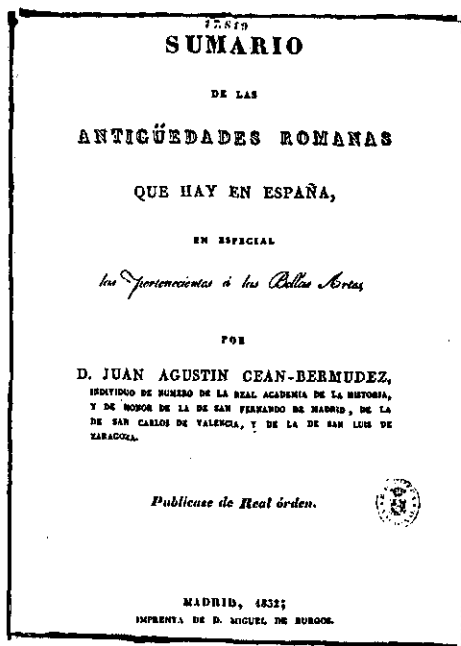 17.819
SUMARIO
DE LAS
ANTIGÜEDADES ROMANAS
QUE HAY EN ESPAÑA,
EN ESPECIAL
las pertenecientes á las Bellas Artes,
POR
D. JUAN AGUSTIN CEAN-BERMUDEZ,
INDIVIDUO DE NUMERO DE LA REAL ACADEMIA DE LA HISTORIA,
Y DE HONOR DE LA DE SAN FERNANDO DE MADRID, DE LA
DE SAN CARLOS DE VALENCIA, Y DE LA DE SAN LUIS DE
ZARAGOZA.
Publícase de Real órden.
MADRID, 1832;
IMPRENTA DE D. MIGUEL DE BURGOS.